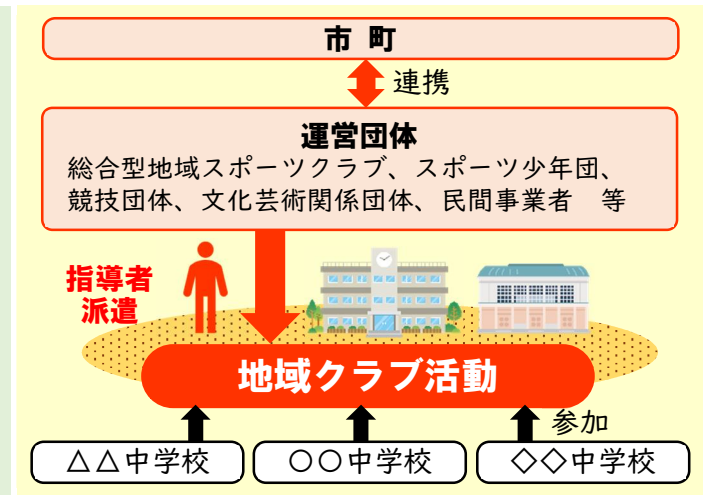 市 町
連携
運営団体
総合型地域スポーツクラブ、スポーツ少年団、
競技団体、文化芸術関係団体、民間事業者　等
指導者
派遣
地域クラブ活動
参加
△△中学校
○○中学校
◇◇中学校